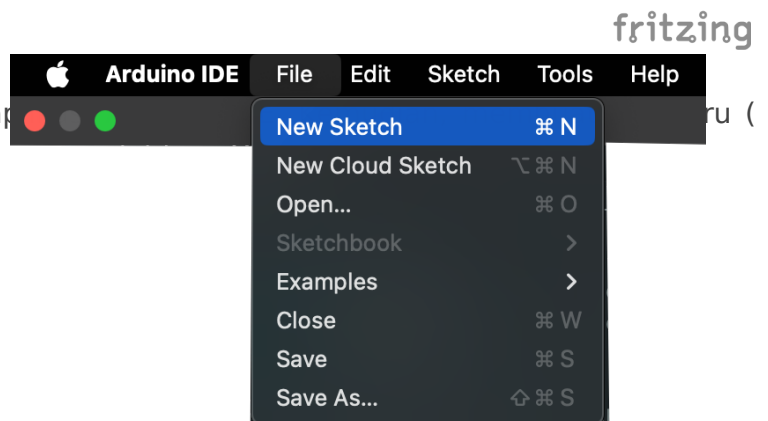 fritzing
Arduino IDE File Edit Sketch Tools Help
ru (
New Sketch ⌘ N
New Cloud Sketch ⌥ ⌘ N
Open... ⌘ O
Sketchbook >
Examples >
Close ⌘ W
Save ⌘ S
Save As... ⇧ ⌘ S